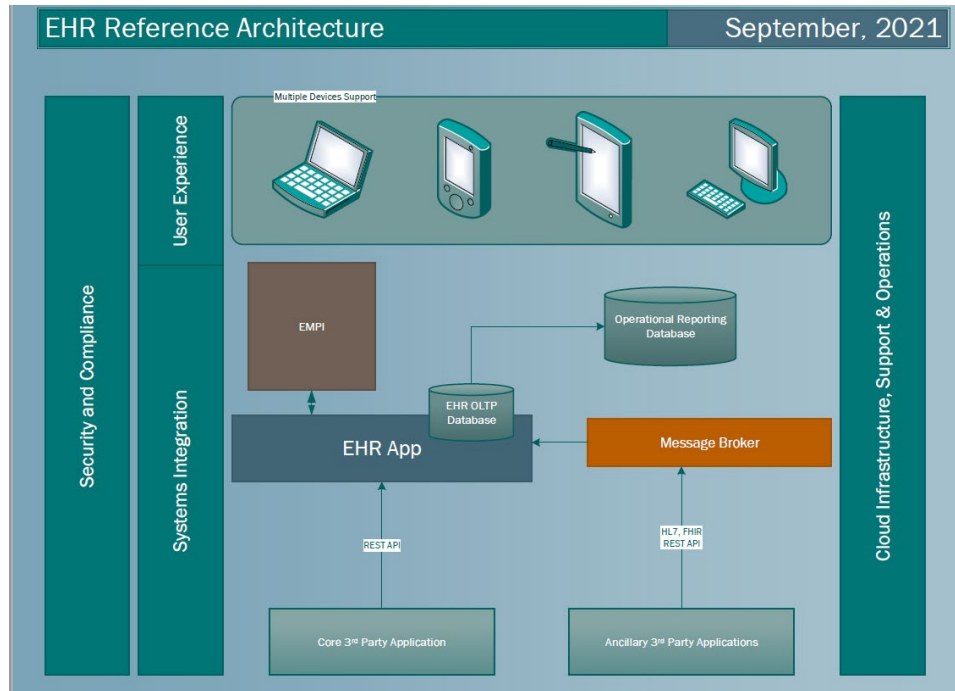 EHR Reference Architecture
September, 2021
Security and Compliance
User Experience
Systems Integration
Multiple Devices Support
EMPI
Operational Reporting
Database
EHR OLTP
Database
EHR App
Message Broker
REST API
HL7, FHIR
REST API
Core 3rd Party Application
Ancillary 3rd Party Applications
Cloud Infrastructure, Support & Operations